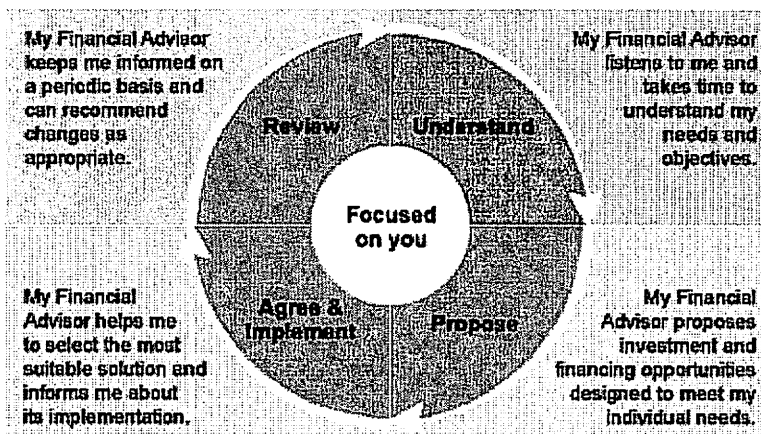 My Financial Advisor
keeps me informed on
a periodic basis and
can recommend
changes as
appropriate.
My Financial Advisor
listens to me and
takes time to
understand my
needs and
objectives.
Review
Understand
Focused
on you
Agree &
Implement
Propose
My Financial
Advisor helps me
to select the most
suitable solution and
informs me about
its implementation.
My Financial
Advisor proposes
investment and
financing opportunities
designed to meet my
individual needs.